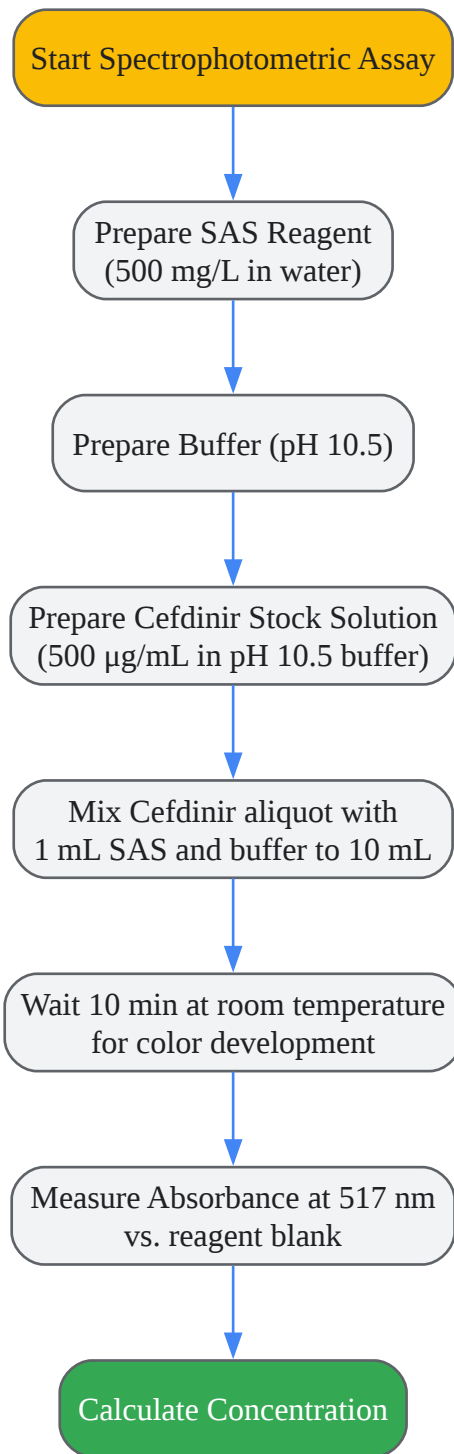 Start Spectrophotometric Assay
Prepare SAS Reagent
(500 mg/L in water)
Prepare Buffer (pH 10.5)
Prepare Cefdinir Stock Solution
(500 μg/mL in pH 10.5 buffer)
Mix Cefdinir aliquot with
1 mL SAS and buffer to 10 mL
Wait 10 min at room temperature
for color development
Measure Absorbance at 517 nm
vs. reagent blank
Calculate Concentration